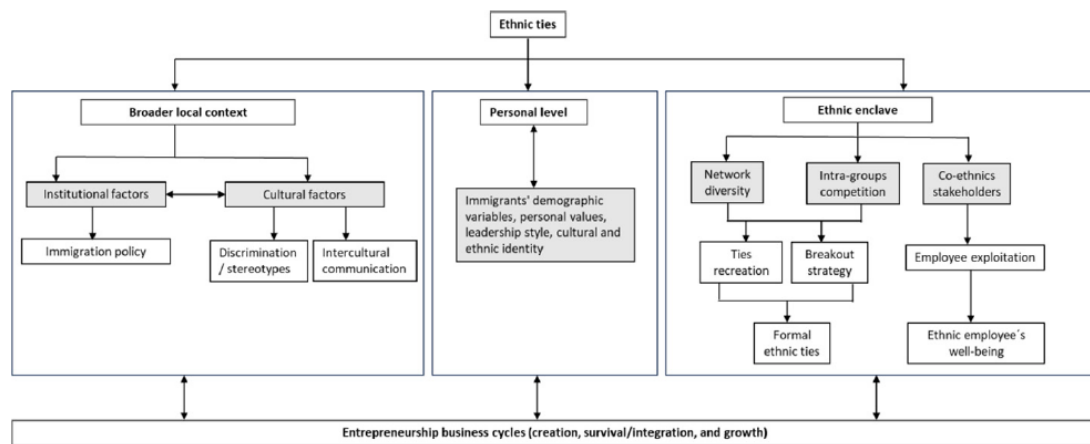 Ethnic ties
Broader local context
Personal level
Ethnic enclave
Institutional factors
Cultural factors
Immigration policy
Discrimination
/ stereotypes
Intercultural
communication
Immigrants' demographic
variables, personal values,
leadership style, cultural and
ethnic identity
Network
diversity
Intra-groups
competition
Co-ethnics
stakeholders
Ties
recreation
Breakout
strategy
Employee exploitation
Formal
ethnic ties
Ethnic employee´s
well-being
Entrepreneurship business cycles (creation, survival/integration, and growth)